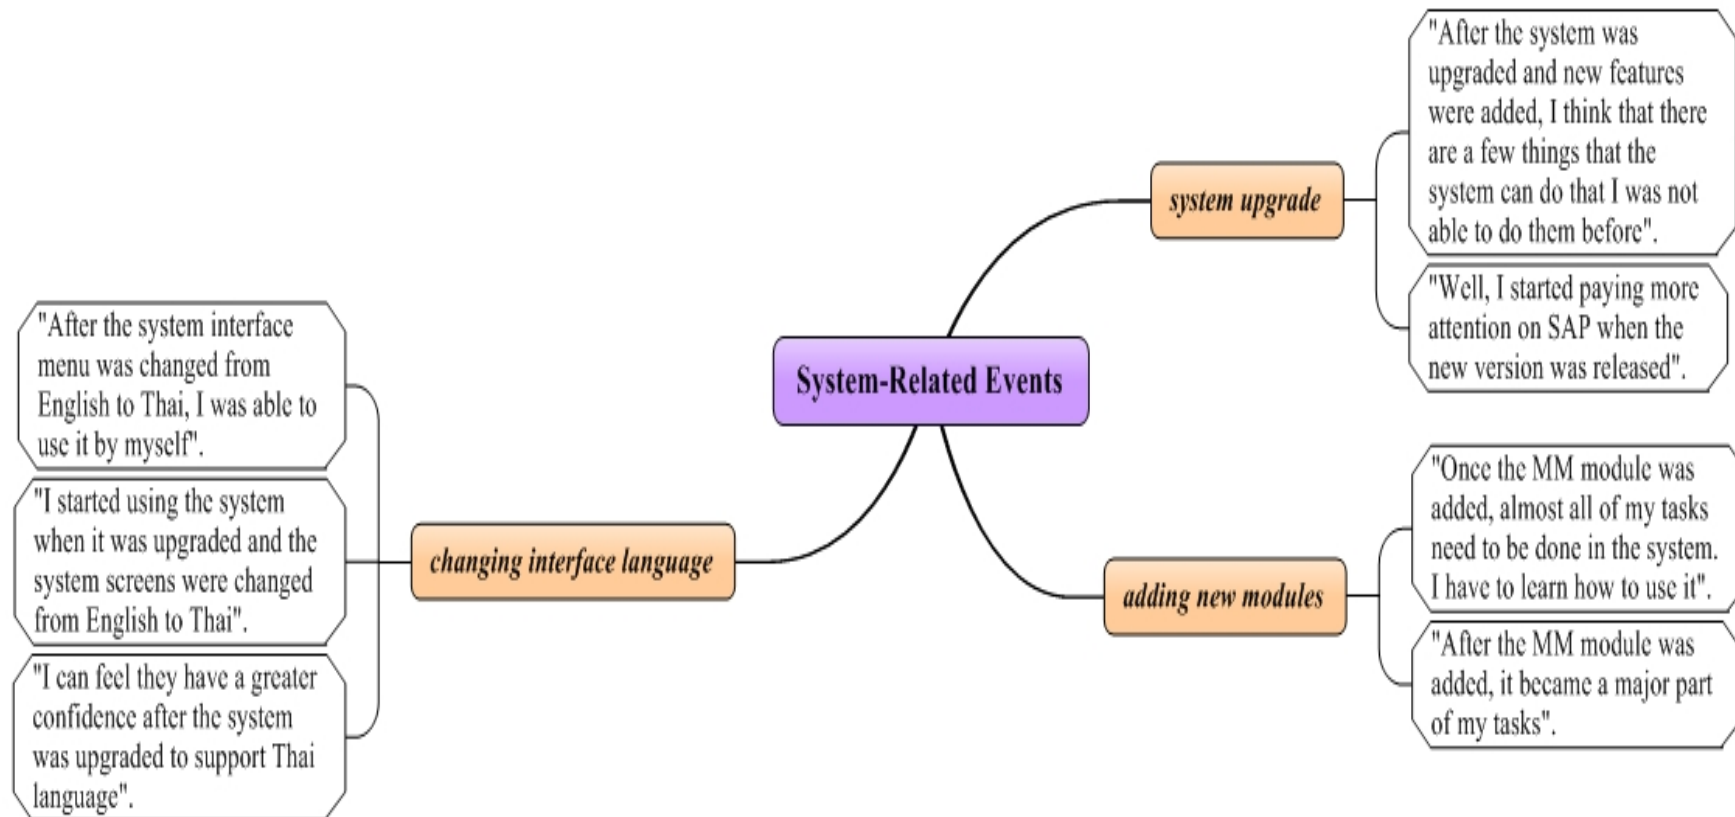 System-Related Events
system upgrade
"After the system was
upgraded and new features
were added, I think that there
are a few things that the
system can do that I was not
able to do them before".
"Well, I started paying more
attention on SAP when the
new version was released".
adding new modules
"Once the MM module was
added, almost all of my tasks
need to be done in the system.
I have to learn how to use it".
"After the MM module was
added, it became a major part
of my tasks".
changing interface language
"After the system interface
menu was changed from
English to Thai, I was able to
use it by myself".
"I started using the system
when it was upgraded and the
system screens were changed
from English to Thai".
"I can feel they have a greater
confidence after the system
was upgraded to support Thai
language".